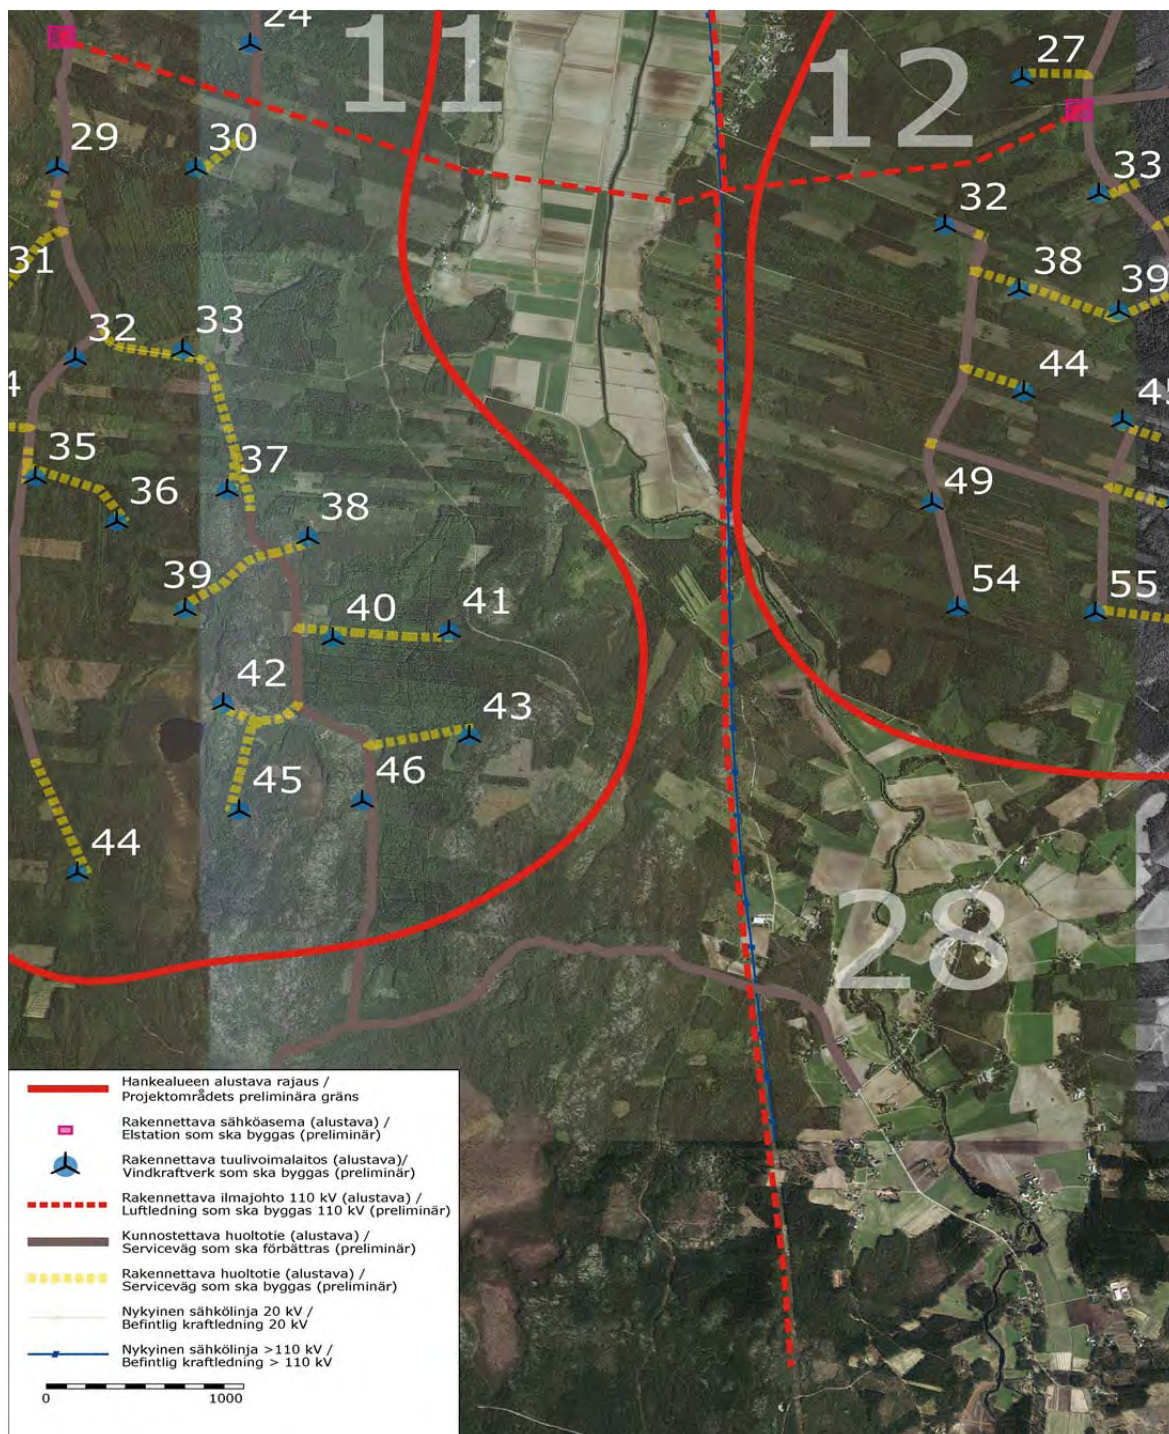 24
11
12
27
29
30
33
32
31
38
39
32
33
44
4
35
37
49
36
38
39
40
41
54
55
42
43
45
46
44
28
Hankealueen alustava rajaus /
Projektområdets preliminära gräns
Rakennettava sähköasema (alustava) /
Elstation som ska byggas (preliminär)
Rakennettava tuulivoimalaitos (alustava)/
Vindkraftverk som ska byggas (preliminär)
Rakennettava ilmajohto 110 kV (alustava) /
Luftledning som ska byggas 110 kV (preliminär)
Kunnostettava huoltotie (alustava) /
Serviceväg som ska förbättras (preliminär)
Rakennettava huoltotie (alustava) /
Serviceväg som ska byggas (preliminär)
Nykyinen sähkölinja 20 kV /
Befintlig kraftledning 20 kV
Nykyinen sähkölinja >110 kV /
Befintlig kraftledning > 110 kV
0 1000